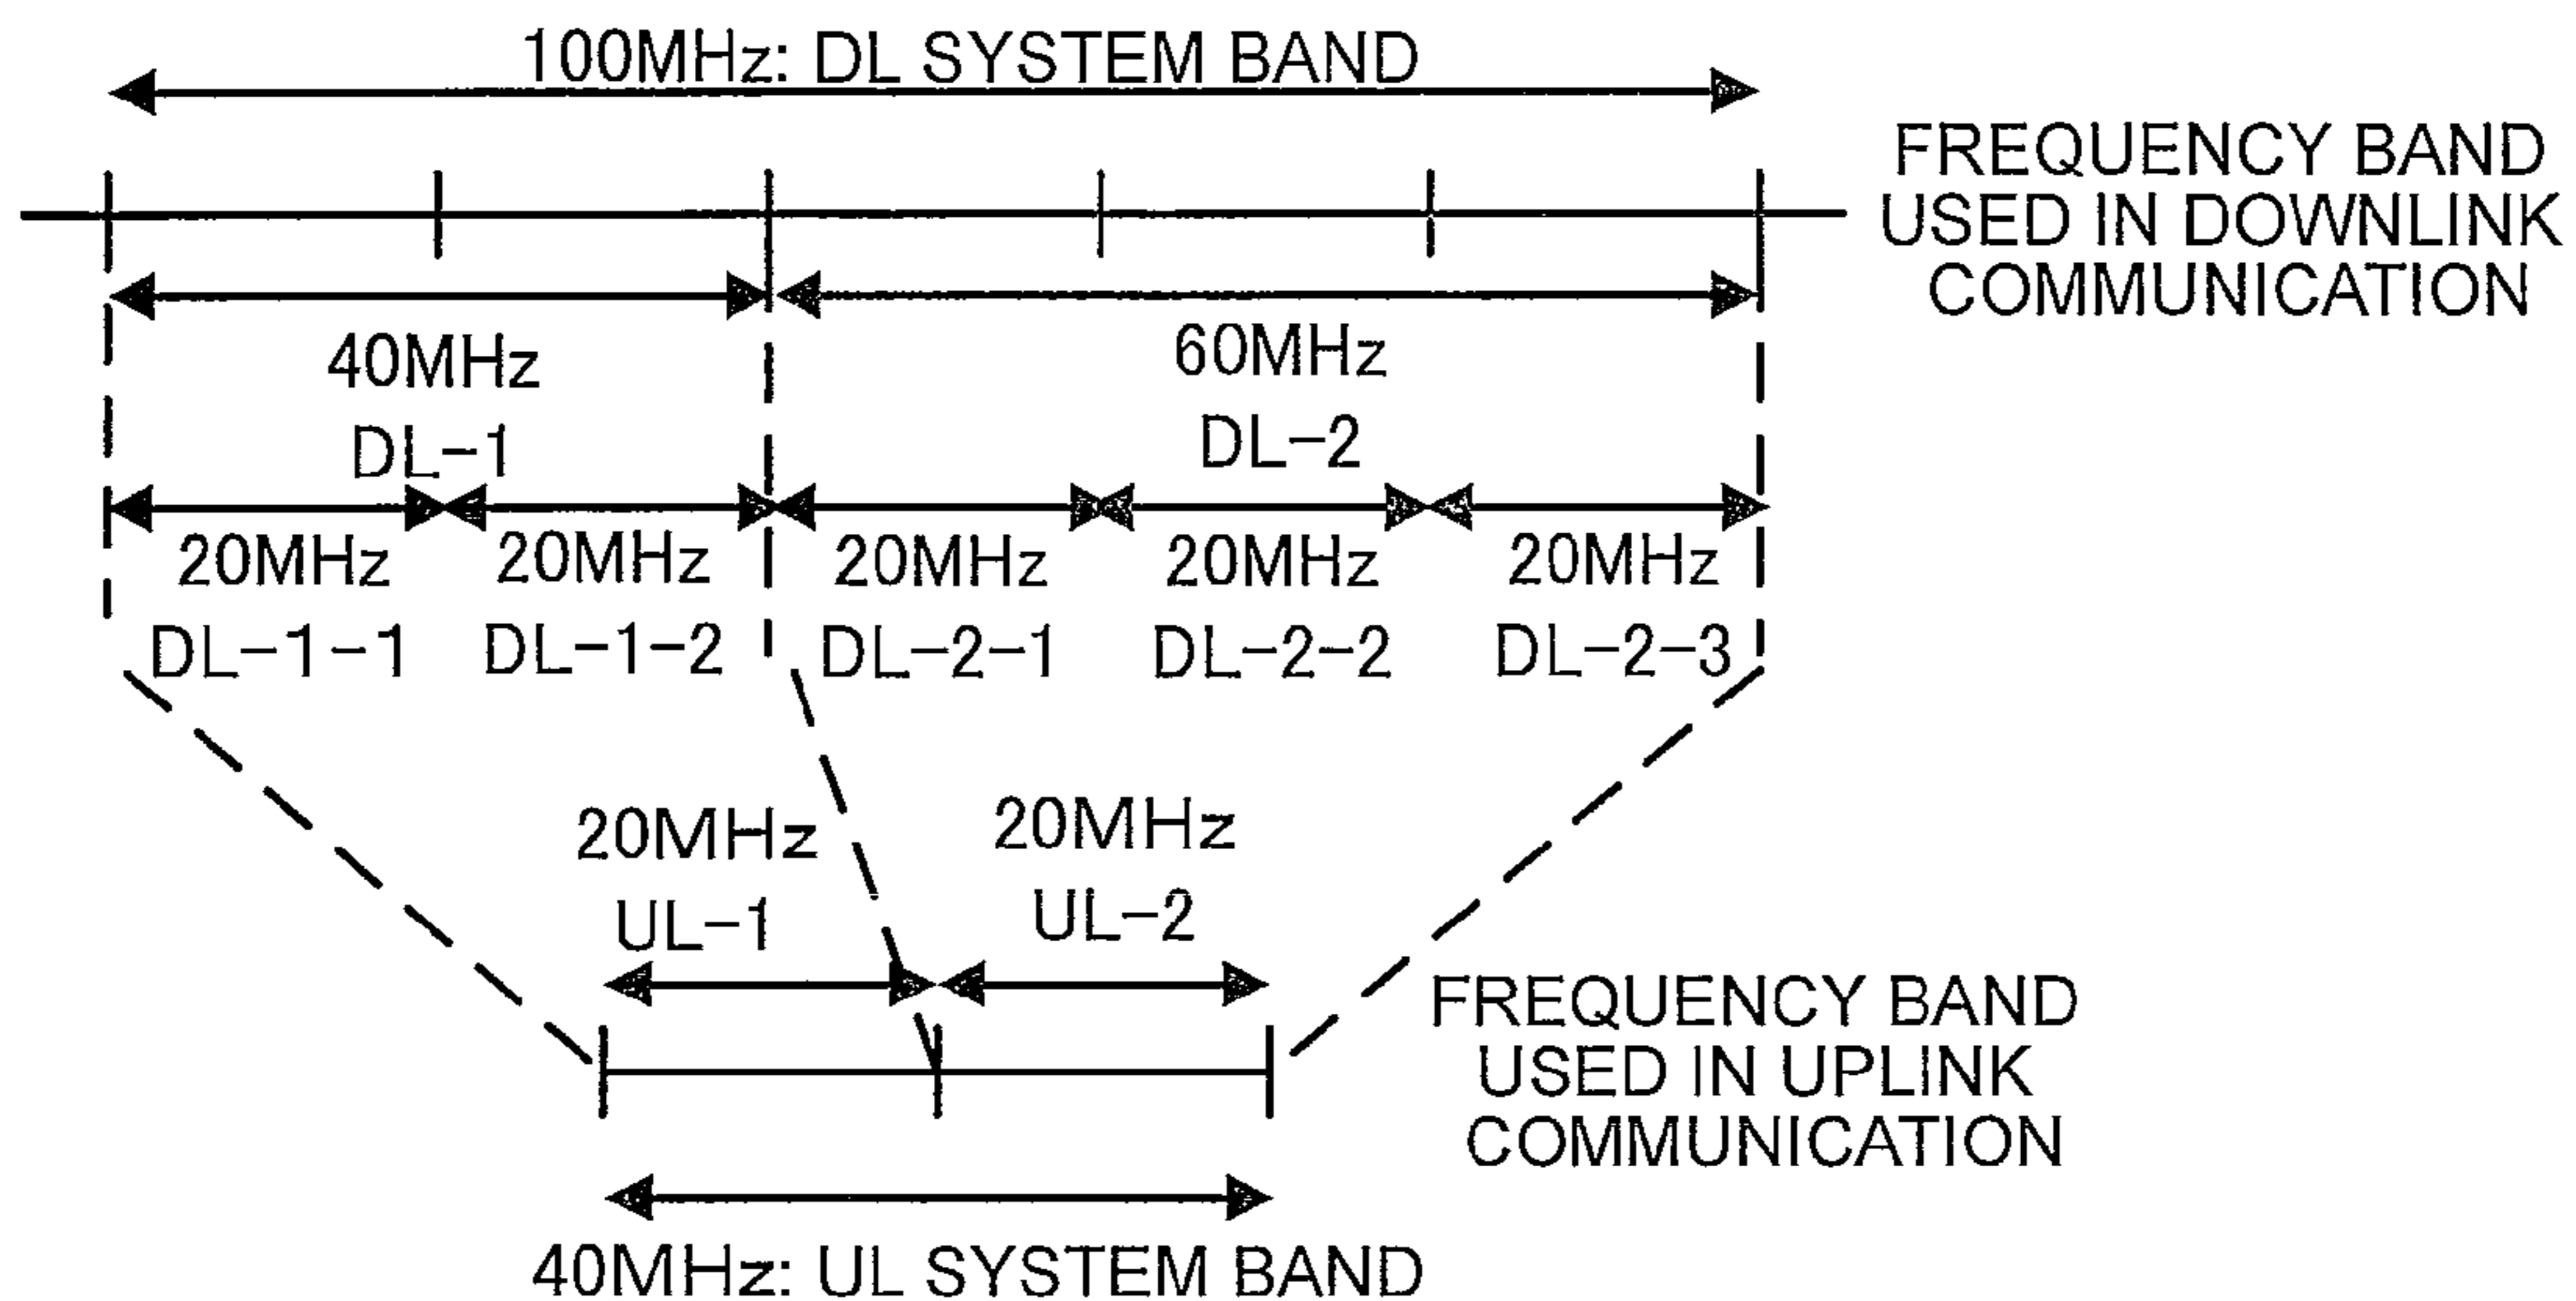 100MHz: DL SYSTEM BAND
FREQUENCY BAND
USED IN DOWNLINK
COMMUNICATION
40MHz
DL-1
60MHz
DL-2
20MHz
DL-1-1
20MHz
DL-1-2
20MHz
DL-2-1
20MHz
DL-2-2
20MHz
DL-2-3
20MHz
UL-1
20MHz
UL-2
FREQUENCY BAND
USED IN UPLINK
COMMUNICATION
40MHz: UL SYSTEM BAND